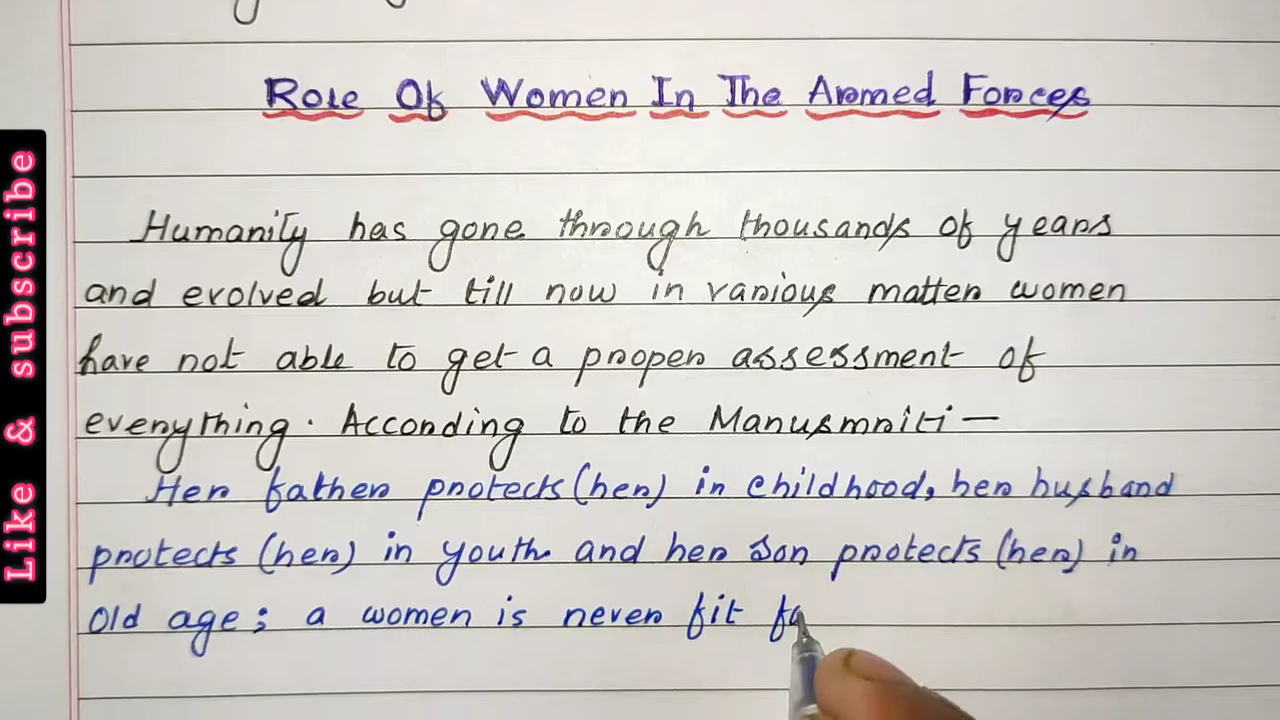 Like & subscribe
Role Of Women In The Armed Forces
Humanity has gone through thousands of years
and evolved but till now in various matter women
have not able to get a proper assessment of
everything. According to the Manusmriti —
Her father protects (her) in childhood, her husband
protects (her) in youth and her son protects (her) in
old age; a women is never fit fo